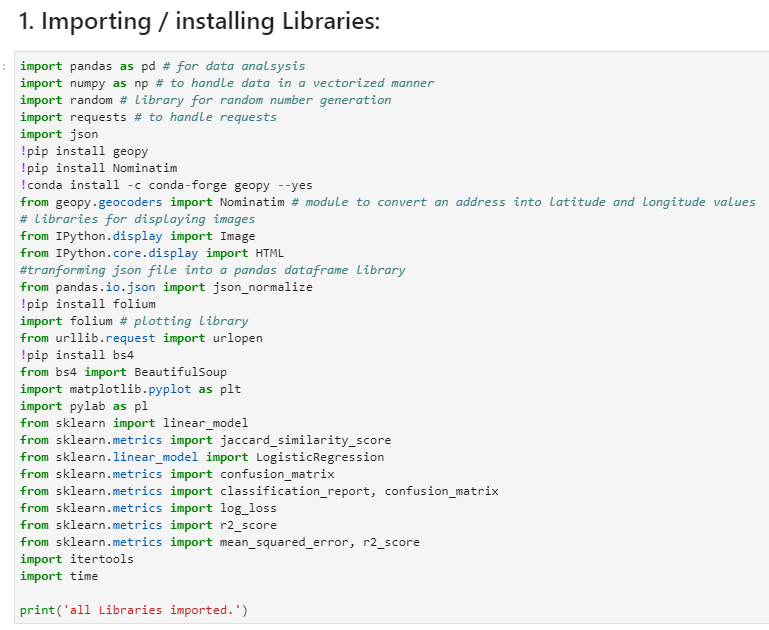 1. Importing / installing Libraries:
:
import pandas as pd # for data analsysis
import numpy as np # to handle data in a vectorized manner
import random # library for random number generation
import requests # to handle requests
import json
!pip install geopy
!pip install Nominatim
!conda install -c conda-forge geopy --yes
from geopy.geocoders import Nominatim # module to convert an address into latitude and longitude values
# libraries for displaying images
from IPython.display import Image
from IPython.core.display import HTML
#tranforming json file into a pandas dataframe library
from pandas.io.json import json_normalize
!pip install folium
import folium # plotting library
from urllib.request import urlopen
!pip install bs4
from bs4 import BeautifulSoup
import matplotlib.pyplot as plt
import pylab as pl
from sklearn import linear_model
from sklearn.metrics import jaccard_similarity_score
from sklearn.linear_model import LogisticRegression
from sklearn.metrics import confusion_matrix
from sklearn.metrics import classification_report, confusion_matrix
from sklearn.metrics import log_loss
from sklearn.metrics import r2_score
from sklearn.metrics import mean_squared_error, r2_score
import itertools
import time
print('all Libraries imported.')